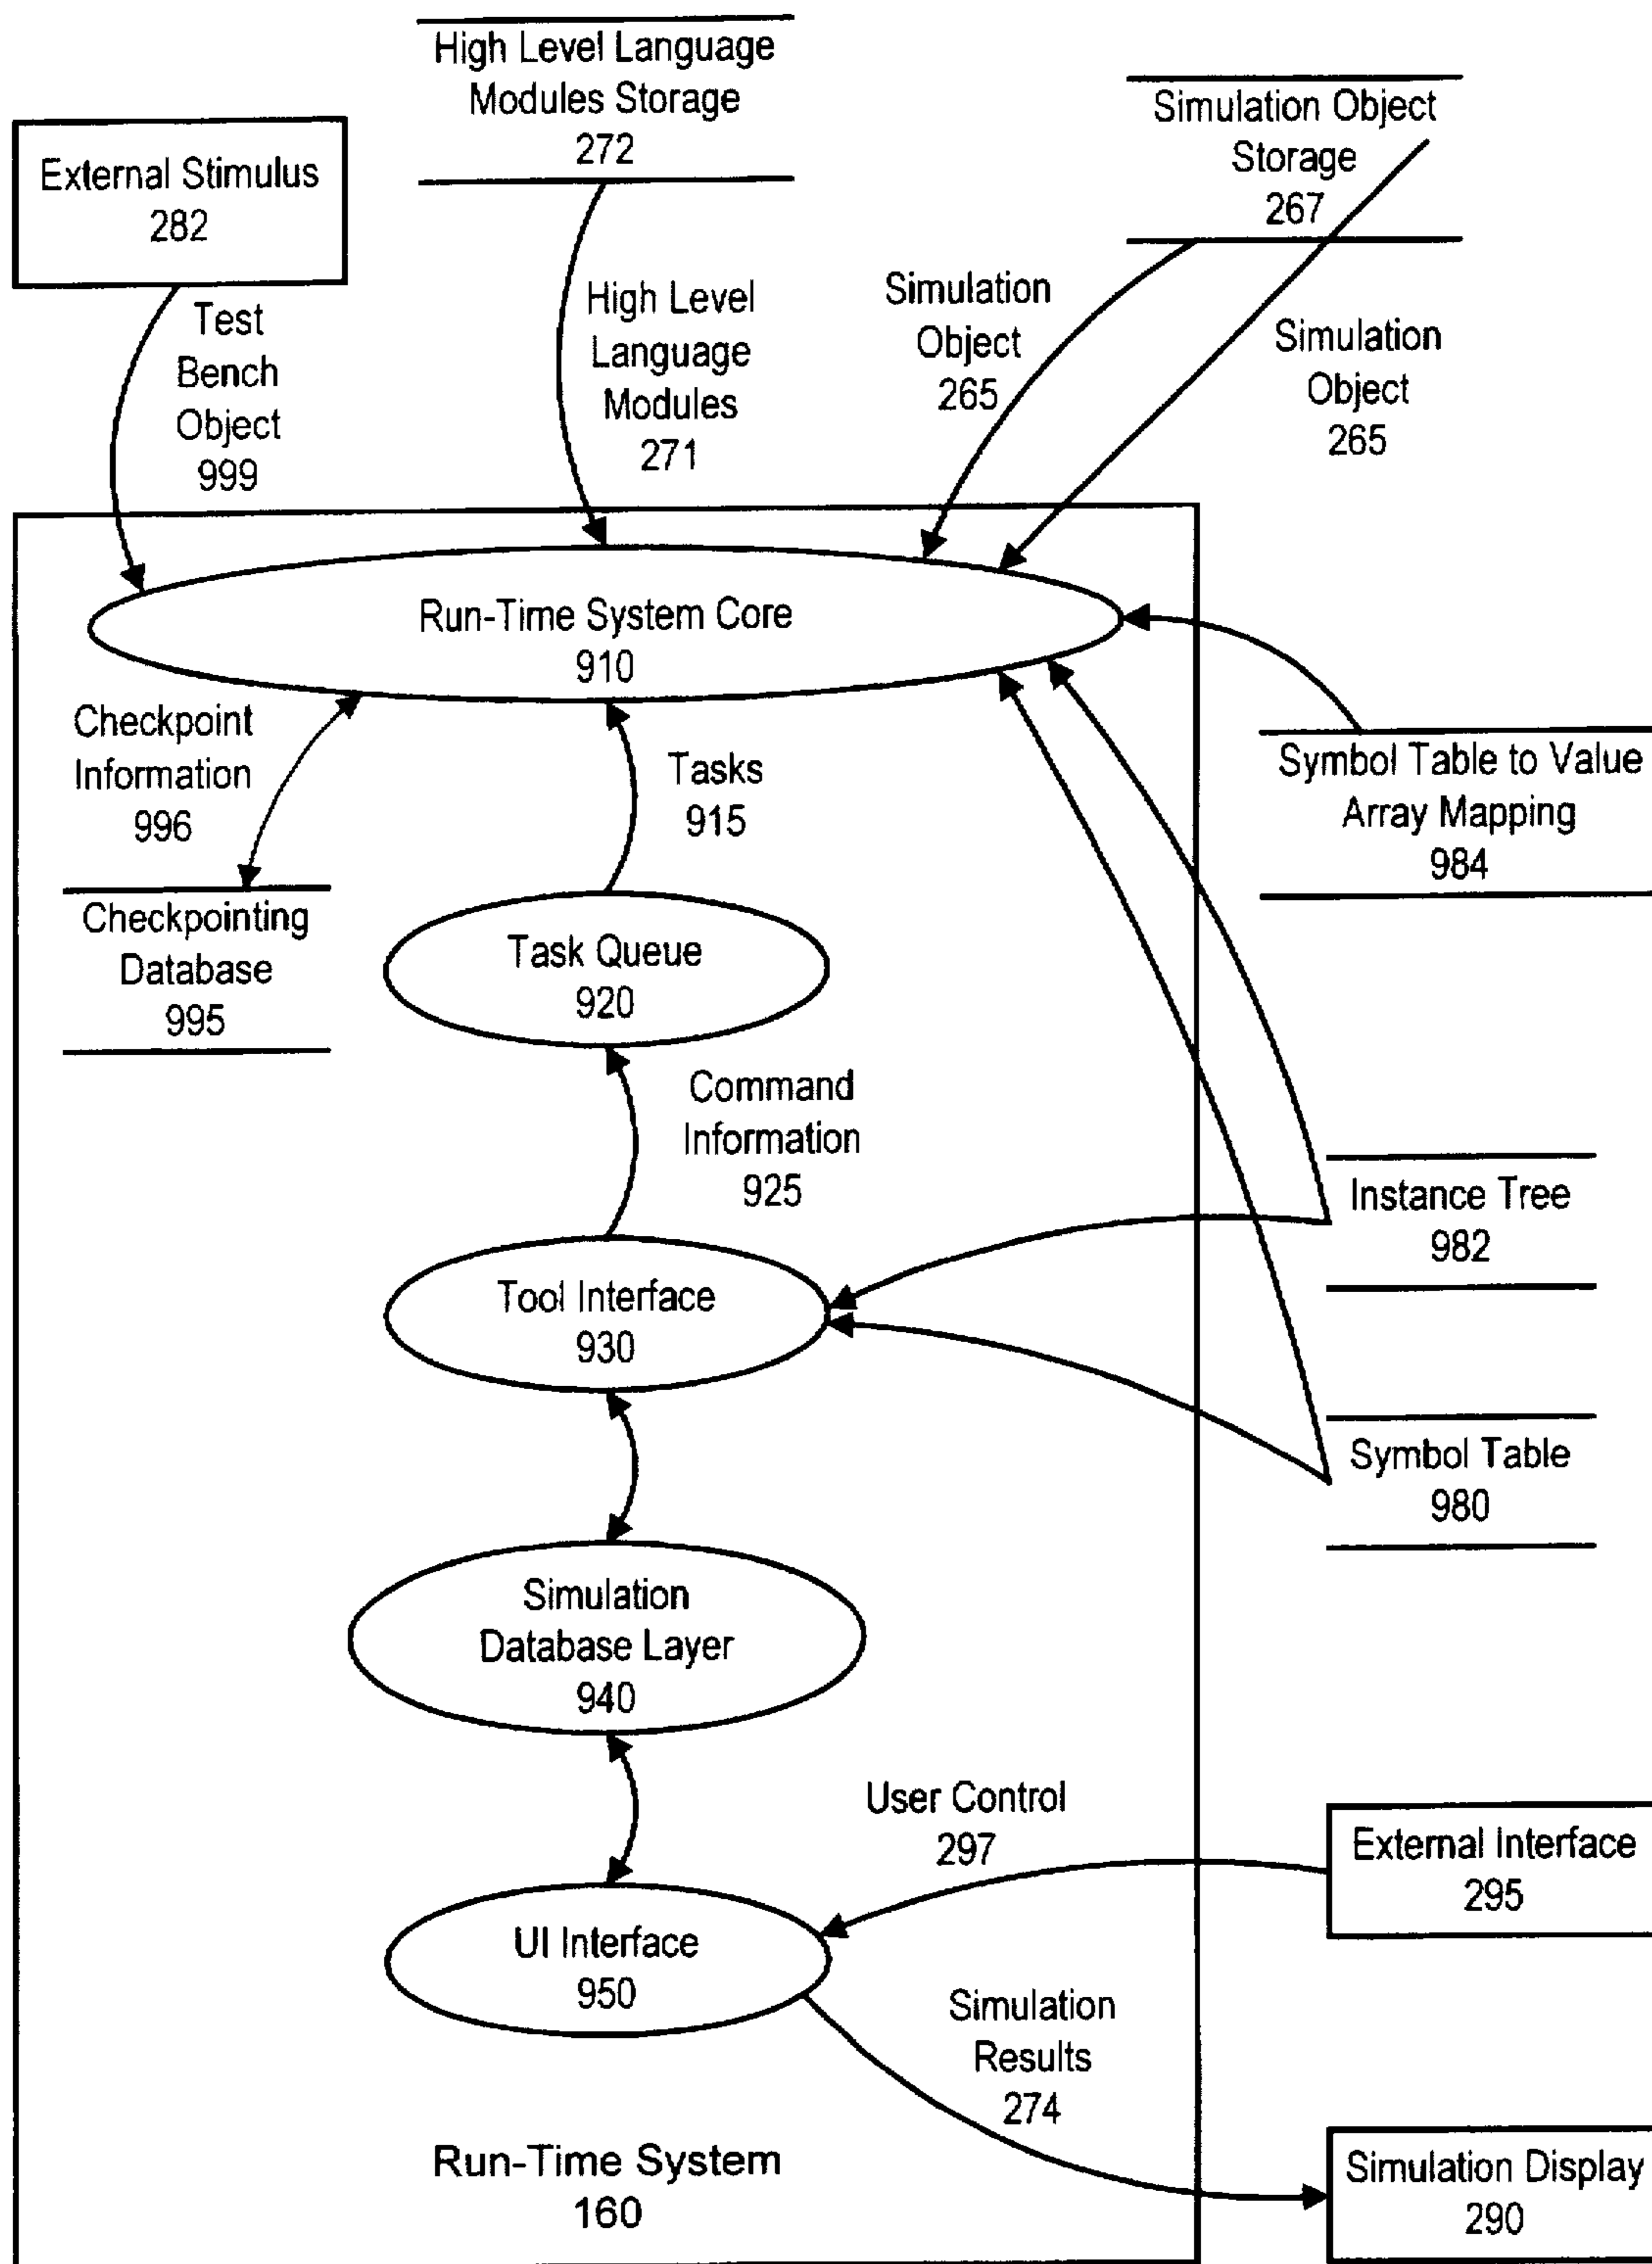 High Level Language
Modules Storage
272
External Stimulus
282
Simulation Object
Storage
267
Test
Bench
Object
999
High Level
Language
Modules
271
Simulation
Object
265
Simulation
Object
265
Run-Time System Core
910
Checkpoint
Information
996
Tasks
915
Symbol Table to Value
Array Mapping
984
Checkpointing
Database
995
Task Queue
920
Command
Information
925
Instance Tree
982
Tool Interface
930
Symbol Table
980
Simulation
Database Layer
940
User Control
297
External Interface
295
UI Interface
950
Simulation
Results
274
Run-Time System
160
Simulation Display
290